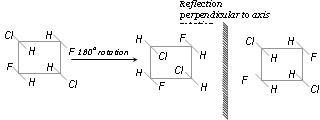 Reflection
perpendicular to axis
Cl H
H F
F H
H Cl
180° rotation
H F
Cl H
H Cl
F H
H
Cl H F
F H
H Cl